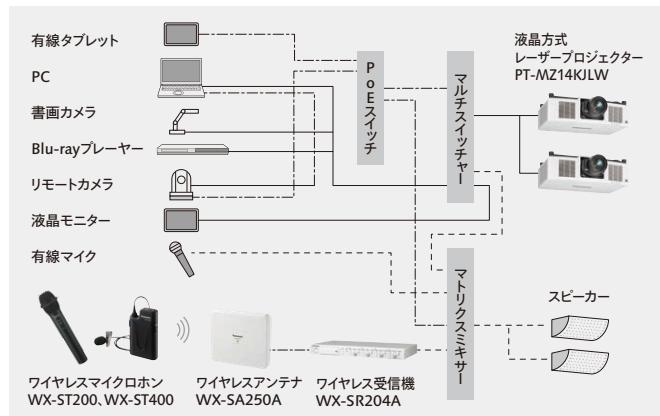 有線タブレット
PC
書画カメラ
Blu-rayプレーヤー
リモートカメラ
液晶モニター
有線マイク
PoEスイッチ
マルチスイッチャー
マトリクスミキサー
液晶方式
レーザープロジェクター
PT-MZ14KJLW
スピーカー
ワイヤレスマイクロホン
WX-ST200、WX-ST400
ワイヤレスアンテナ
WX-SA250A
ワイヤレス受信機
WX-SR204A